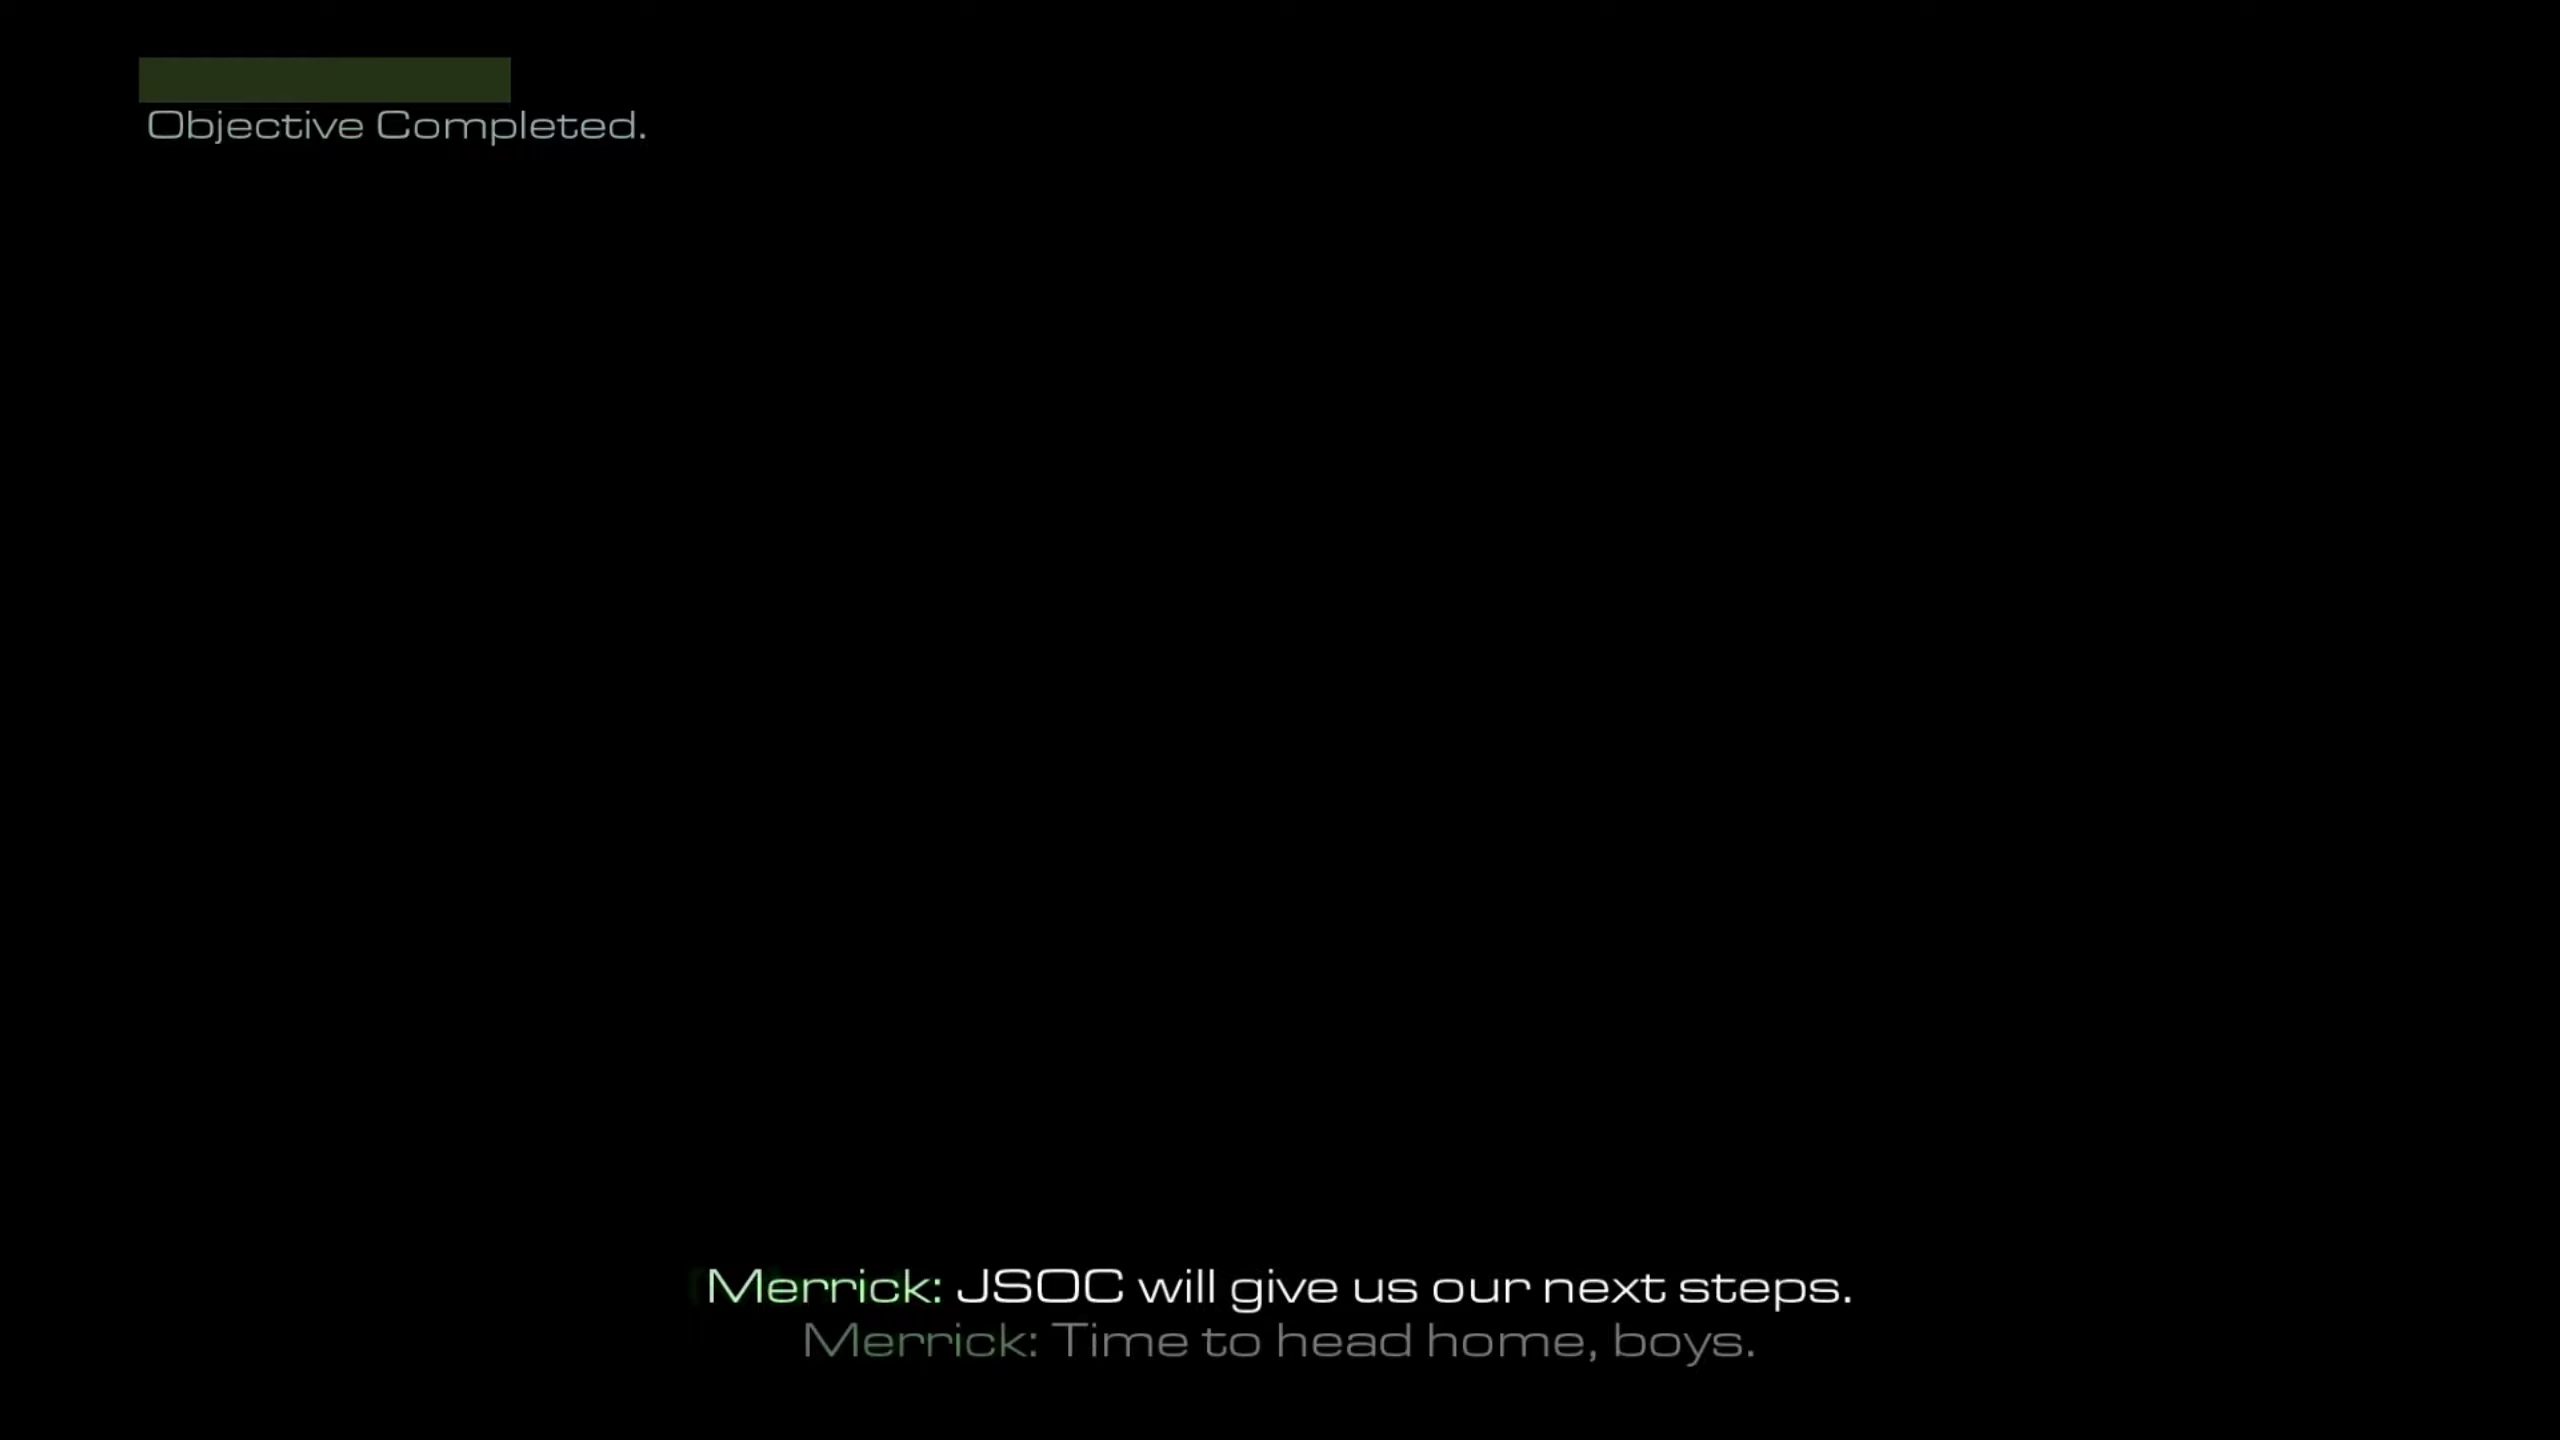 Objective Completed.
Merrick: JSOC will give us our next steps.
Merrick: Time to head home, boys.